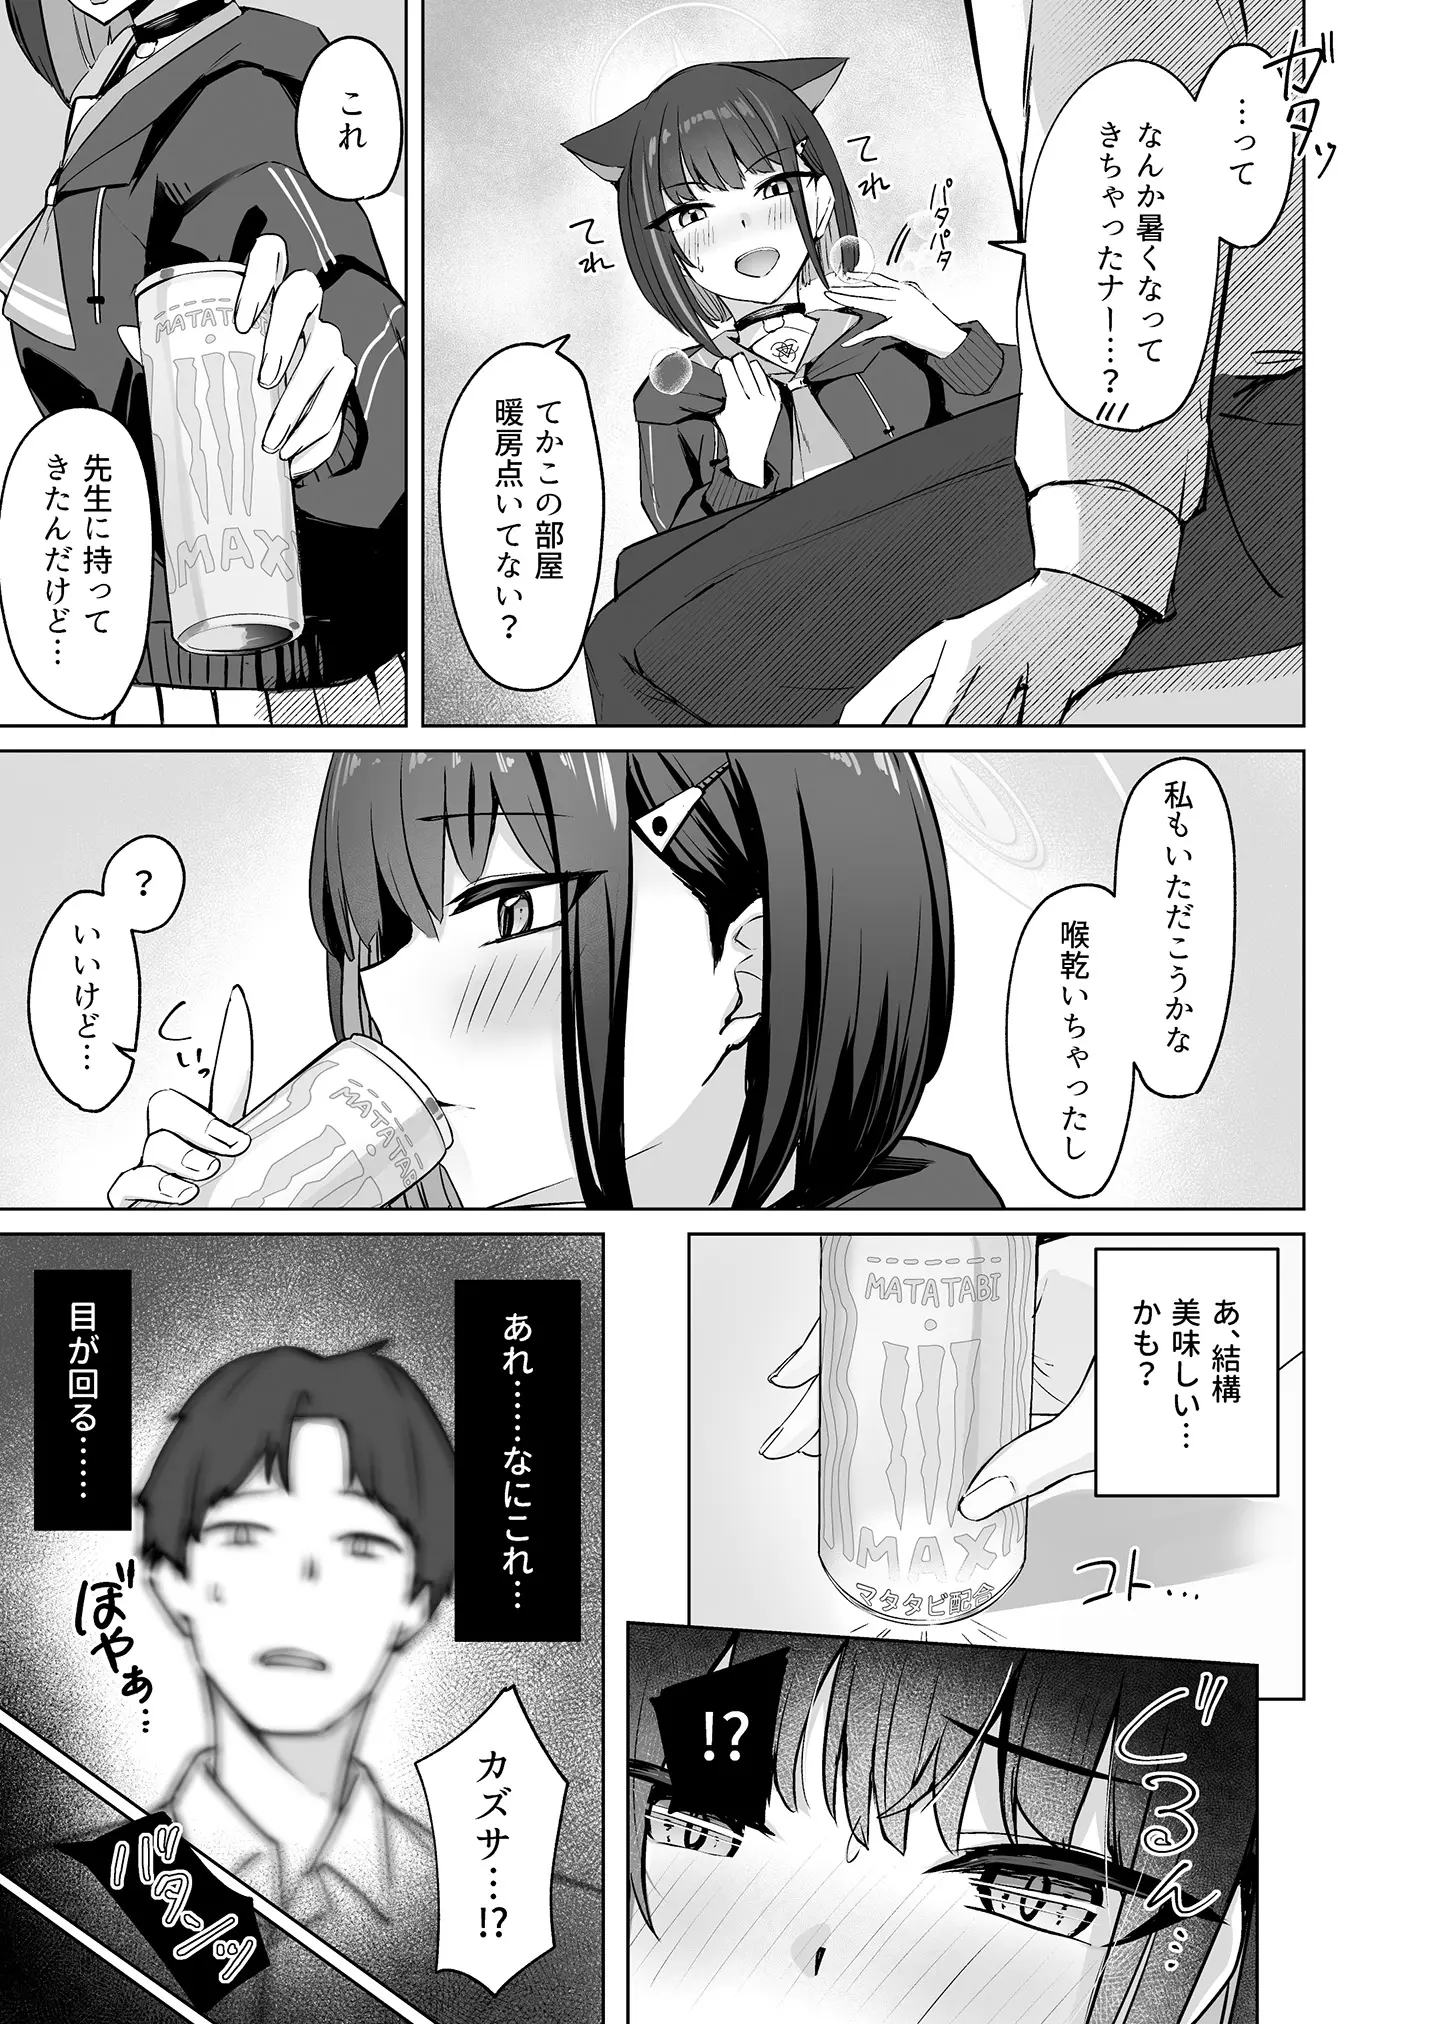 ガタッ
…って
なんか暑くなって
きちゃったナー…？
てれ
てれ
パタパタ
てかこの部屋
暖房点いてない？
これ
MATATABI
MAX
先生に持って
きたんだけど…
私もいただこうかな
喉乾いちゃったし
？
いいけど…
ぐいっ
MATATABI
あ、結構
美味しい…
かも？
MATATABI
MAX
マタタビ配合
コト…
ぐるん…
!?
あれ……なにこれ…
目が回る……
ぼやぁ…
カズサ…!?
バタンッ